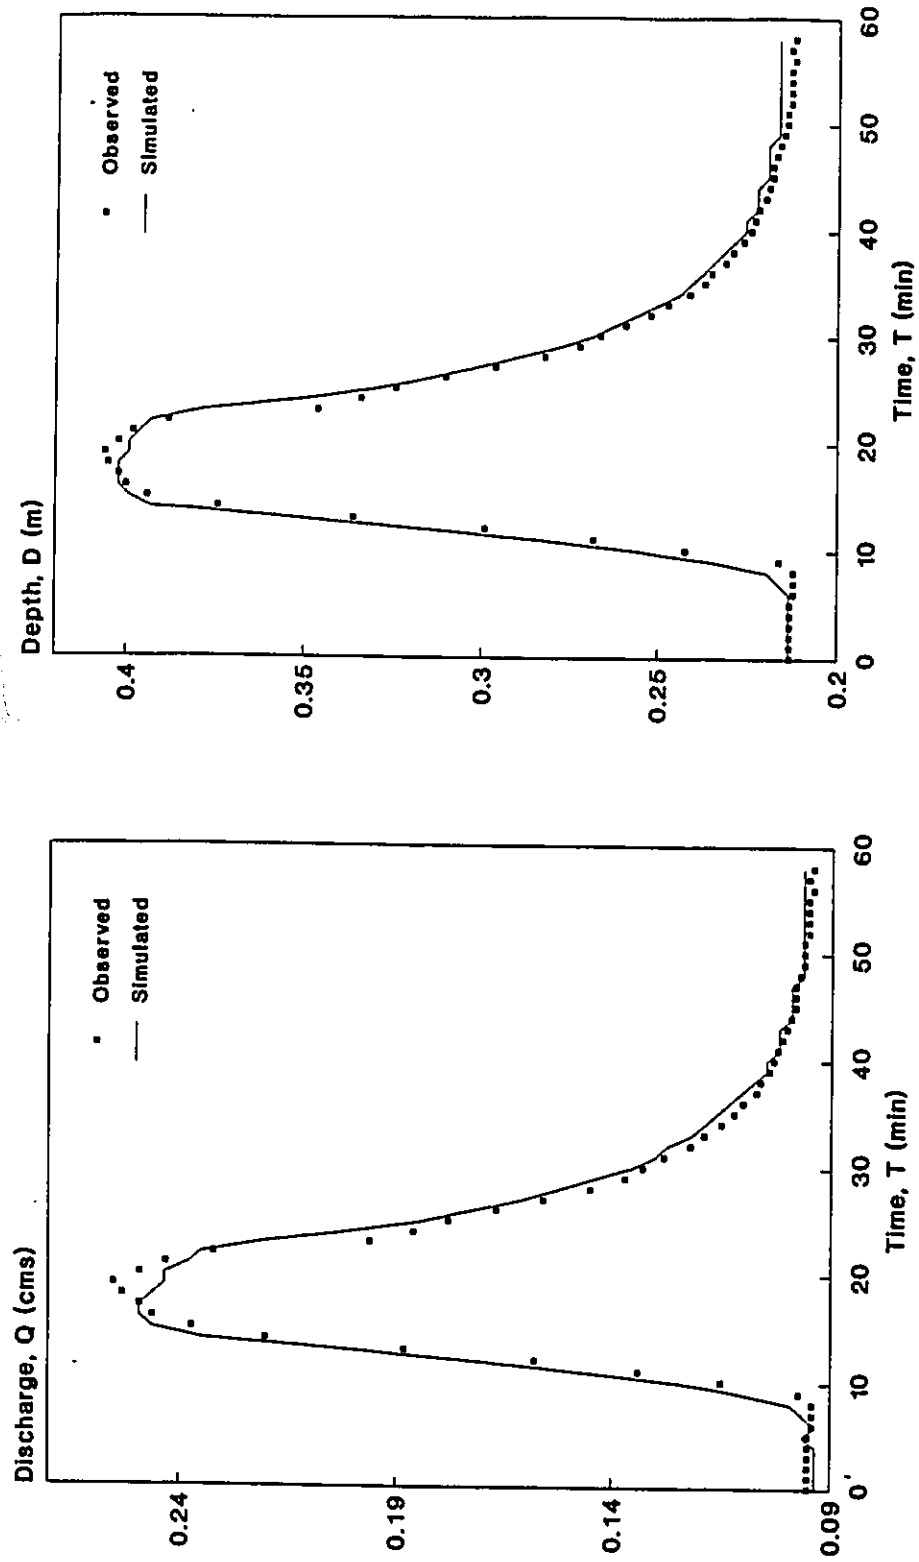 Discharge, Q (cms)
Observed
Simulated
0.24
0.19
0.14
0.09
0
10
20
30
40
50
60
Time, T (min)
Depth, D (m)
Observed
Simulated
0.4
0.35
0.3
0.25
0.2
0
10
20
30
40
50
60
Time, T (min)